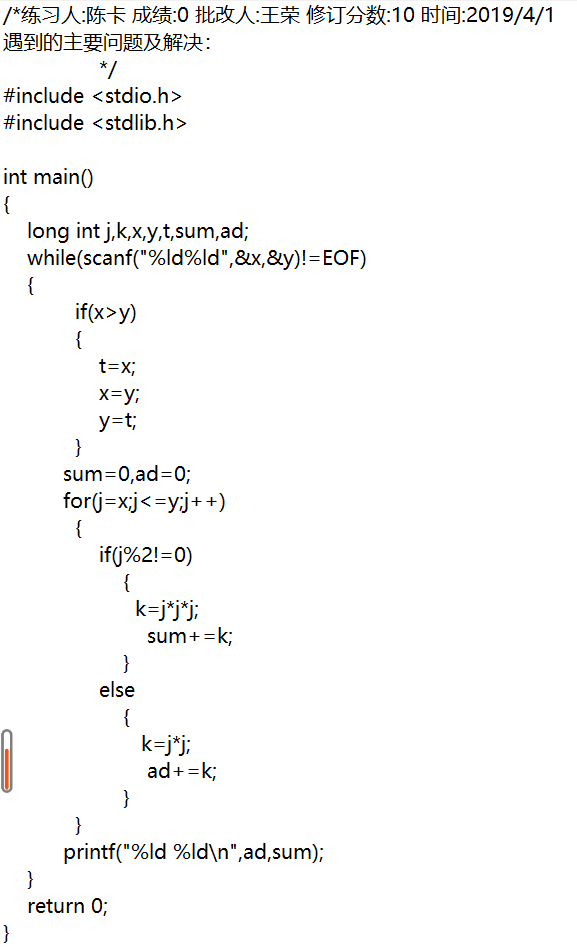 /*练习人:陈卡 成绩:0 批改人:王荣 修订分数:10 时间:2019/4/1
遇到的主要问题及解决：
*/
#include <stdio.h>
#include <stdlib.h>
int main()
{
long int j,k,x,y,t,sum,ad;
while(scanf("%ld%ld",&x,&y)!=EOF)
{
if(x>y)
{
t=x;
x=y;
y=t;
}
sum=0,ad=0;
for(j=x;j<=y;j++)
{
if(j%2!=0)
{
k=j*j*j;
sum+=k;
}
else
{
k=j*j;
ad+=k;
}
}
printf("%ld %ld\n",ad,sum);
}
return 0;
}